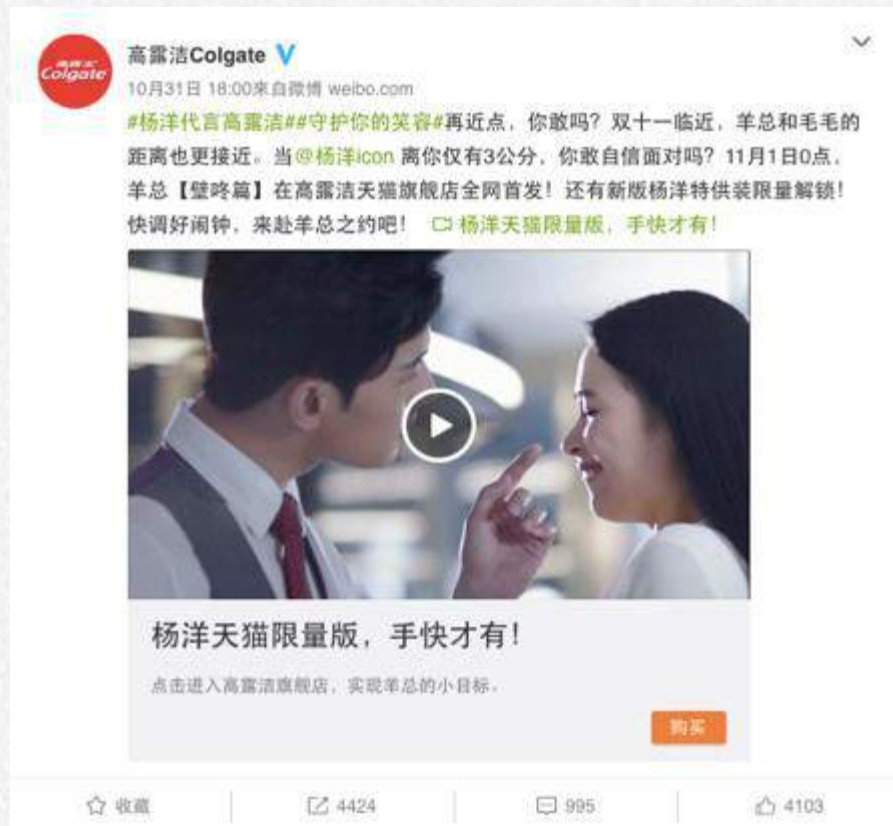 高露洁Colgate
Colgate
10月31日 18:00来自微博 weibo.com
#杨洋代言高露洁##守护你的笑容#再近点，你敢吗？双十一临近，羊总和毛毛的
距离也更接近。当@杨洋icon 离你仅有3公分，你敢自信面对吗？11月1日0点，
羊总【壁咚篇】在高露洁天猫旗舰店全网首发！还有新版杨洋特供装限量解锁！
快调好闹钟，来赴羊总之约吧！ 杨洋天猫限量版，手快才有！
杨洋天猫限量版，手快才有！
点击进入高露洁旗舰店，实现羊总的小目标。
购买
收藏
4424
995
4103